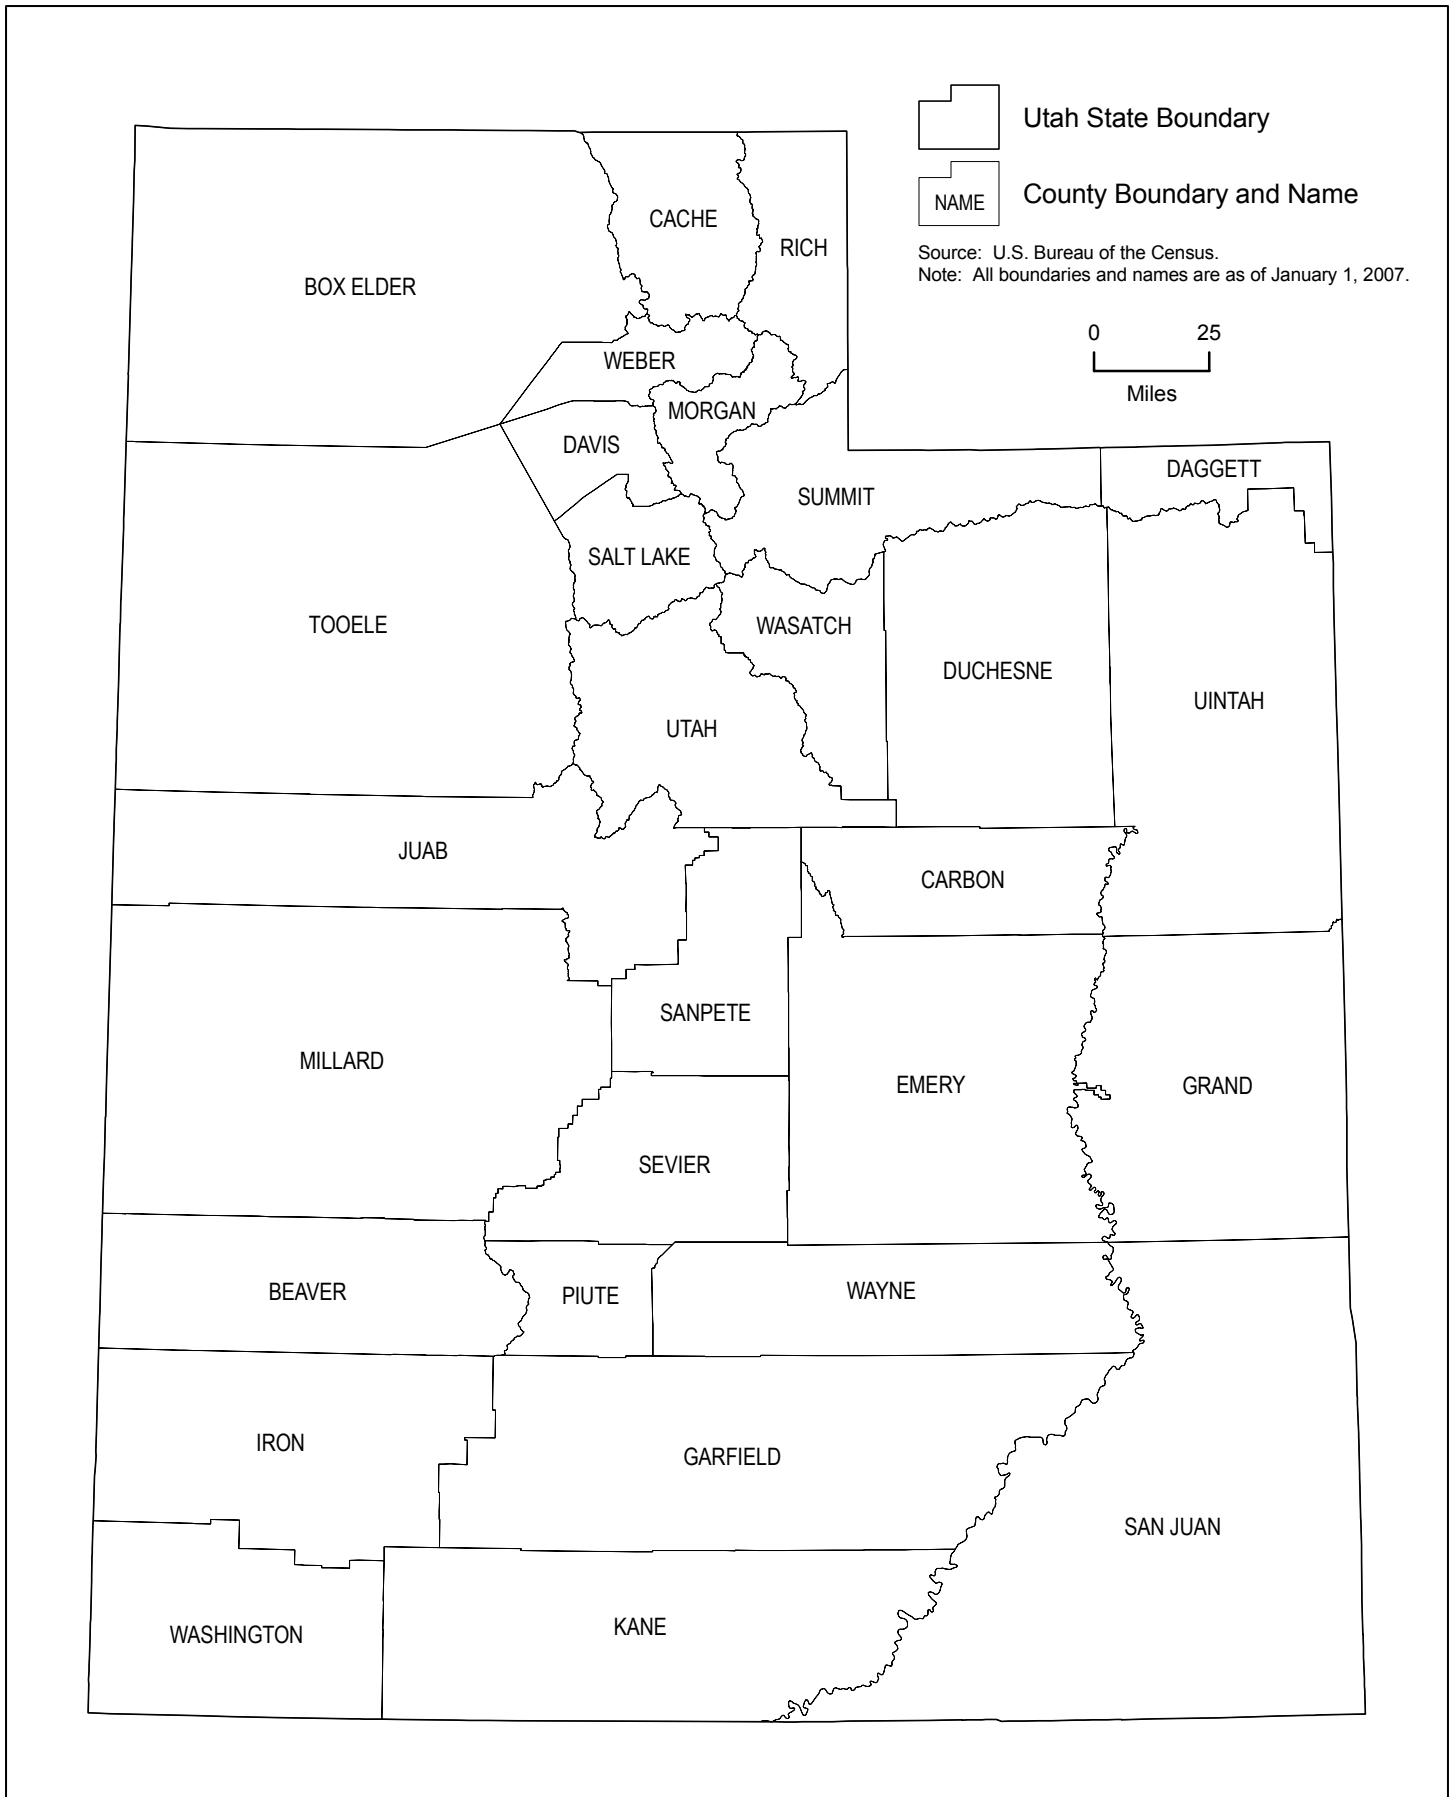 Utah State Boundary
NAME
County Boundary and Name
Source: U.S. Bureau of the Census.
Note: All boundaries and names are as of January 1, 2007.
0 25
Miles
CACHE
RICH
BOX ELDER
WEBER
MORGAN
DAVIS
DAGGETT
SUMMIT
SALT LAKE
TOOELE
WASATCH
DUCHESNE
UINTAH
UTAH
JUAB
CARBON
SANPETE
MILLARD
EMERY
GRAND
SEVIER
BEAVER
PIUTE
WAYNE
IRON
GARFIELD
SAN JUAN
WASHINGTON
KANE